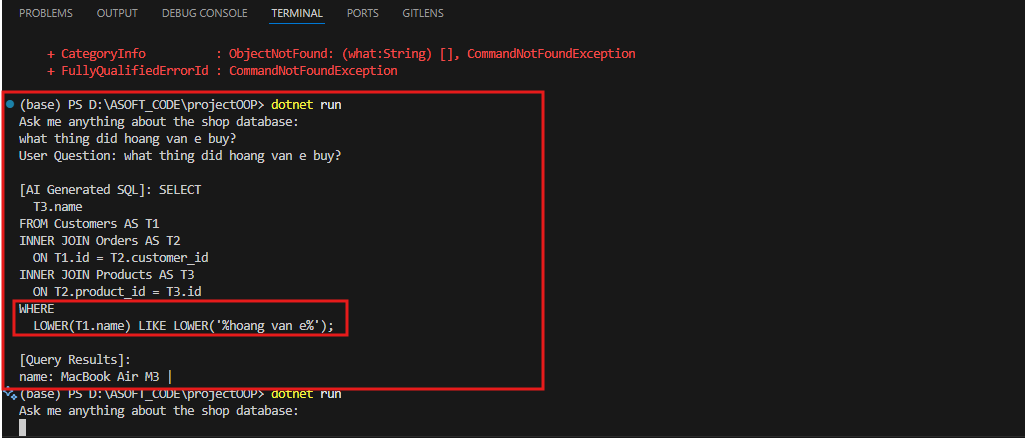 PROBLEMS OUTPUT DEBUG CONSOLE TERMINAL PORTS GITLENS
+ CategoryInfo : ObjectNotFound: (what:String) [], CommandNotFoundException
+ FullyQualifiedErrorId : CommandNotFoundException
(base) PS D:\ASOFT_CODE\projectOOP> dotnet run
Ask me anything about the shop database:
what thing did hoang van e buy?
User Question: what thing did hoang van e buy?
[AI Generated SQL]: SELECT
T3.name
FROM Customers AS T1
INNER JOIN Orders AS T2
ON T1.id = T2.customer_id
INNER JOIN Products AS T3
ON T2.product_id = T3.id
WHERE
LOWER(T1.name) LIKE LOWER('%hoang van e%');
[Query Results]:
name: MacBook Air M3 |
(base) PS D:\ASOFT_CODE\projectOOP> dotnet run
Ask me anything about the shop database: